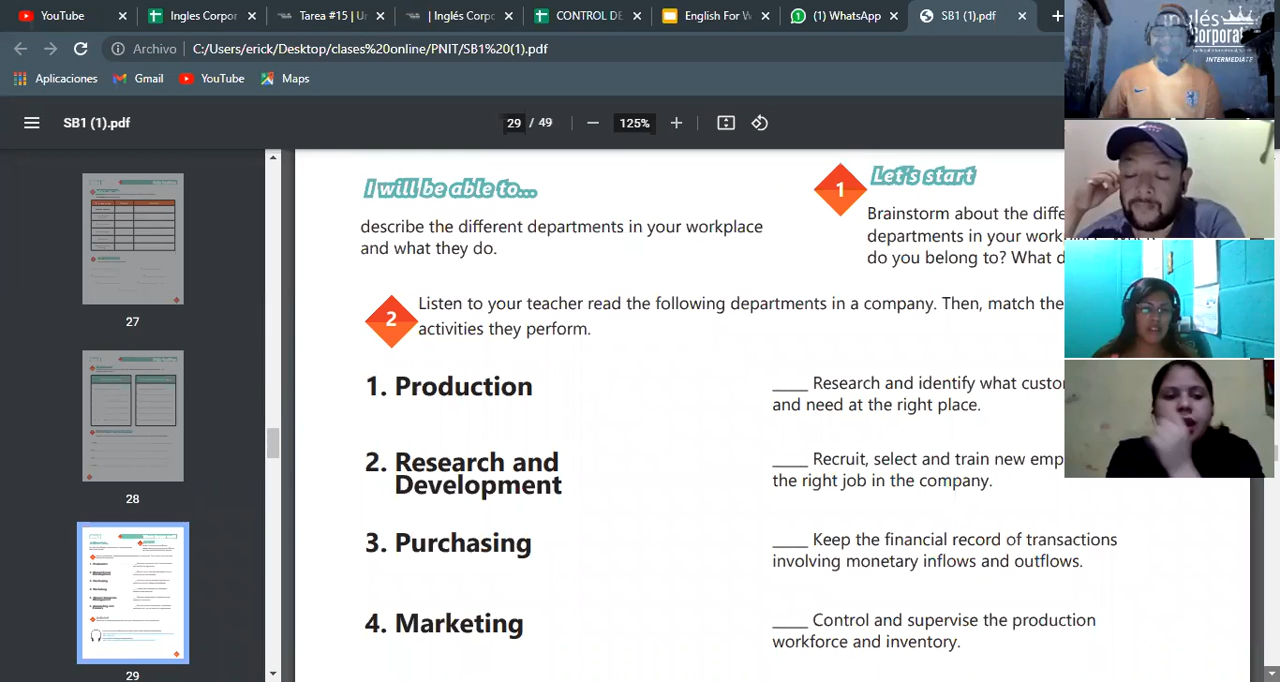 YouTube
Ingles Corpor
Tarea #15 | U
| Inglés Corpo
CONTROL DE
English For W
(1) WhatsApp
SB1 (1).pdf
Archivo
C:/Users/erick/Desktop/clases%20online/PNIT/SB1%20(1).pdf
Aplicaciones
Gmail
YouTube
Maps
SB1 (1).pdf
29 / 49
125%
27
28
29
Inglés
Corporat
INTERMEDIATE
I will be able to...
describe the different departments in your workplace
and what they do.
1
Let's start
Brainstorm about the diffe
departments in your work
do you belong to? What d
2
Listen to your teacher read the following departments in a company. Then, match the
activities they perform.
1. Production
____ Research and identify what custo
and need at the right place.
2. Research and
Development
____ Recruit, select and train new emp
the right job in the company.
3. Purchasing
____ Keep the financial record of transactions
involving monetary inflows and outflows.
4. Marketing
____ Control and supervise the production
workforce and inventory.